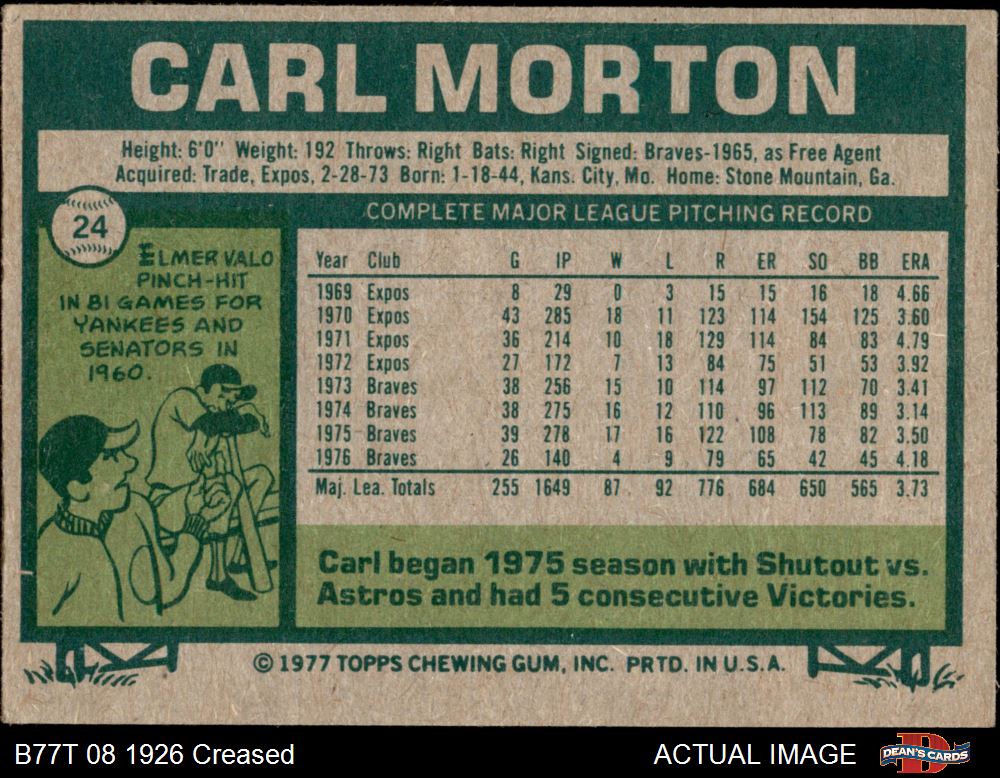 CARL MORTON
Height: 6'0" Weight: 192 Throws: Right Bats: Right Signed: Braves-1965, as Free Agent
Acquired: Trade, Expos, 2-28-73 Born: 1-18-44, Kans. City, Mo. Home: Stone Mountain, Ga.
24
ELMER VALO
PINCH-HIT
IN 81 GAMES FOR
YANKEES AND
SENATORS IN
1960.
COMPLETE MAJOR LEAGUE PITCHING RECORD
Year Club G IP W L R ER SO BB ERA
1969 Expos 8 29 0 3 15 15 16 18 4.66
1970 Expos 43 285 18 11 123 114 154 125 3.60
1971 Expos 36 214 10 18 129 114 84 83 4.79
1972 Expos 27 172 7 13 84 75 51 53 3.92
1973 Braves 38 256 15 10 114 97 112 70 3.41
1974 Braves 38 275 16 12 110 96 113 89 3.14
1975 Braves 39 278 17 16 122 108 78 82 3.50
1976 Braves 26 140 4 9 79 65 42 45 4.18
Maj. Lea. Totals 255 1649 87 92 776 684 650 565 3.73
Carl began 1975 season with Shutout vs.
Astros and had 5 consecutive Victories.
© 1977 TOPPS CHEWING GUM, INC. PRTD. IN U.S.A.
B77T 08 1926 Creased ACTUAL IMAGE DEAN'S CARDS